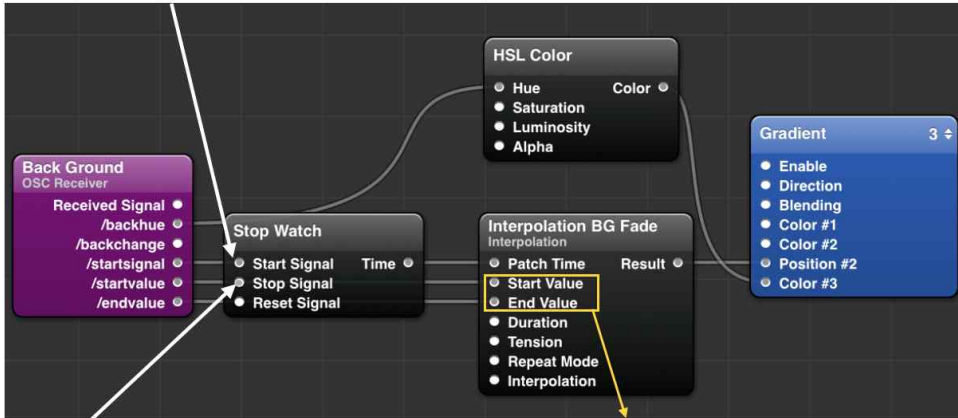 HSL Color
Hue Color
Saturation
Luminosity
Alpha
Gradient 3
Enable
Direction
Blending
Color #1
Color #2
Position #2
Color #3
Back Ground
OSC Receiver
Received Signal
/backhue
/backchange
/startsignal
/startvalue
/endvalue
Stop Watch
Start Signal Time
Stop Signal
Reset Signal
Interpolation BG Fade
Interpolation
Patch Time Result
Start Value
End Value
Duration
Tension
Repeat Mode
Interpolation